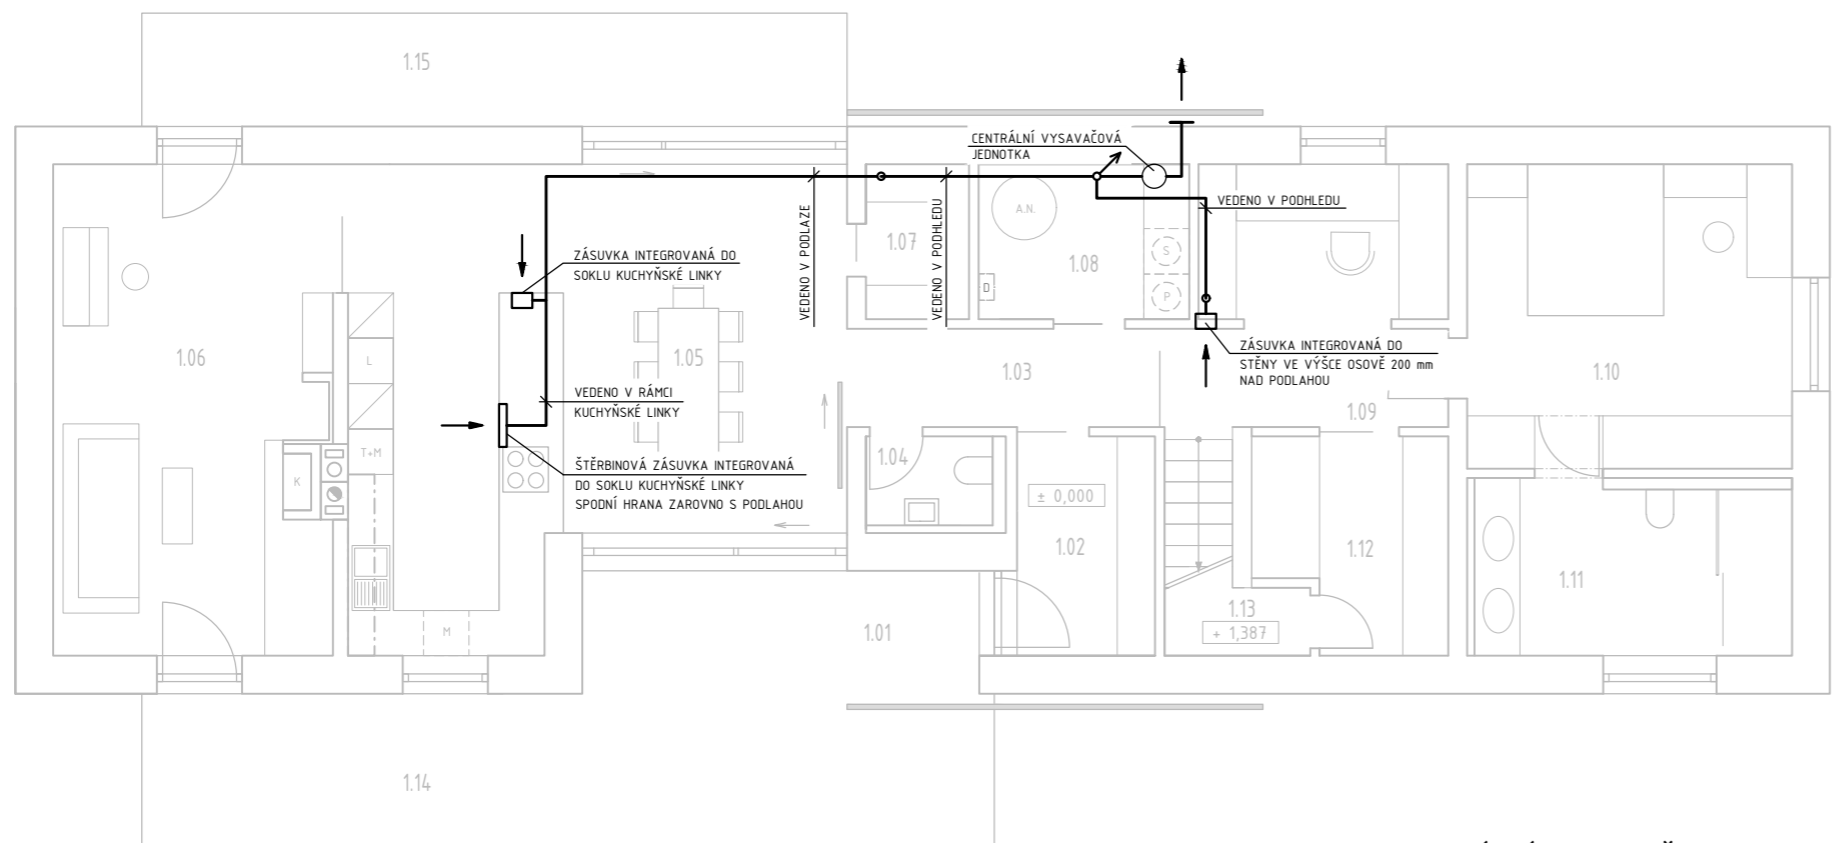 1.15
CENTRÁLNÍ VYSAVAČOVÁ
JEDNOTKA
VEDENO V PODLAZE
VEDENO V PODHLEDU
VEDENO V PODHLEDU
A.N.
1.07
1.08
S
D
P
ZÁSUVKA INTEGROVANÁ DO
SOKLU KUCHYŇSKÉ LINKY
1.06
L
1.05
1.03
ZÁSUVKA INTEGROVANÁ DO
STĚNY VE VÝŠCE OSOVĚ 200 mm
NAD PODLAHOU
1.10
VEDENO V RÁMCI
KUCHYŇSKÉ LINKY
1.09
T+M
1.04
K
ŠTĚRBINOVÁ ZÁSUVKA INTEGROVANÁ
DO SOKLU KUCHYŇSKÉ LINKY
SPODNÍ HRANA ZAROVNO S PODLAHOU
± 0,000
1.02
1.12
1.11
1.13
+ 1,387
M
1.01
1.14